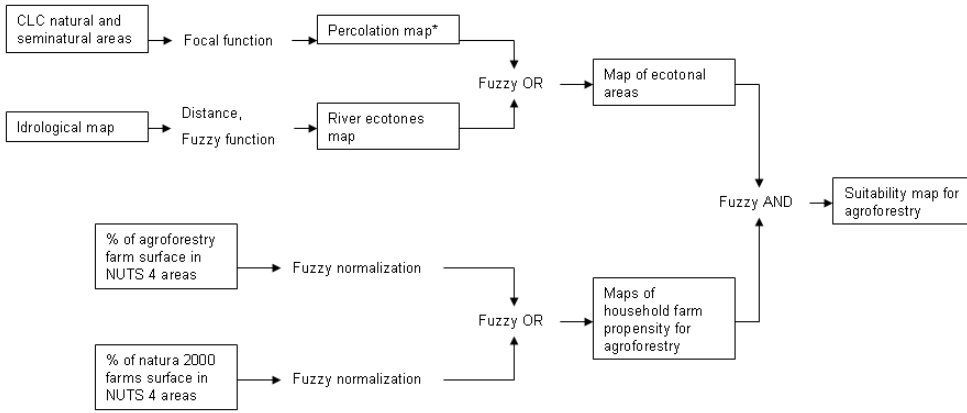 CLC natural and
seminatural areas
Focal function
Percolation map*
Fuzzy OR
Map of ecotonal
areas
Idrological map
Distance,
Fuzzy function
River ecotones
map
Fuzzy AND
Suitability map for
agroforestry
% of agroforestry
farm surface in
NUTS 4 areas
Fuzzy normalization
Fuzzy OR
Maps of
household farm
propensity for
agroforestry
% of natura 2000
farms surface in
NUTS 4 areas
Fuzzy normalization